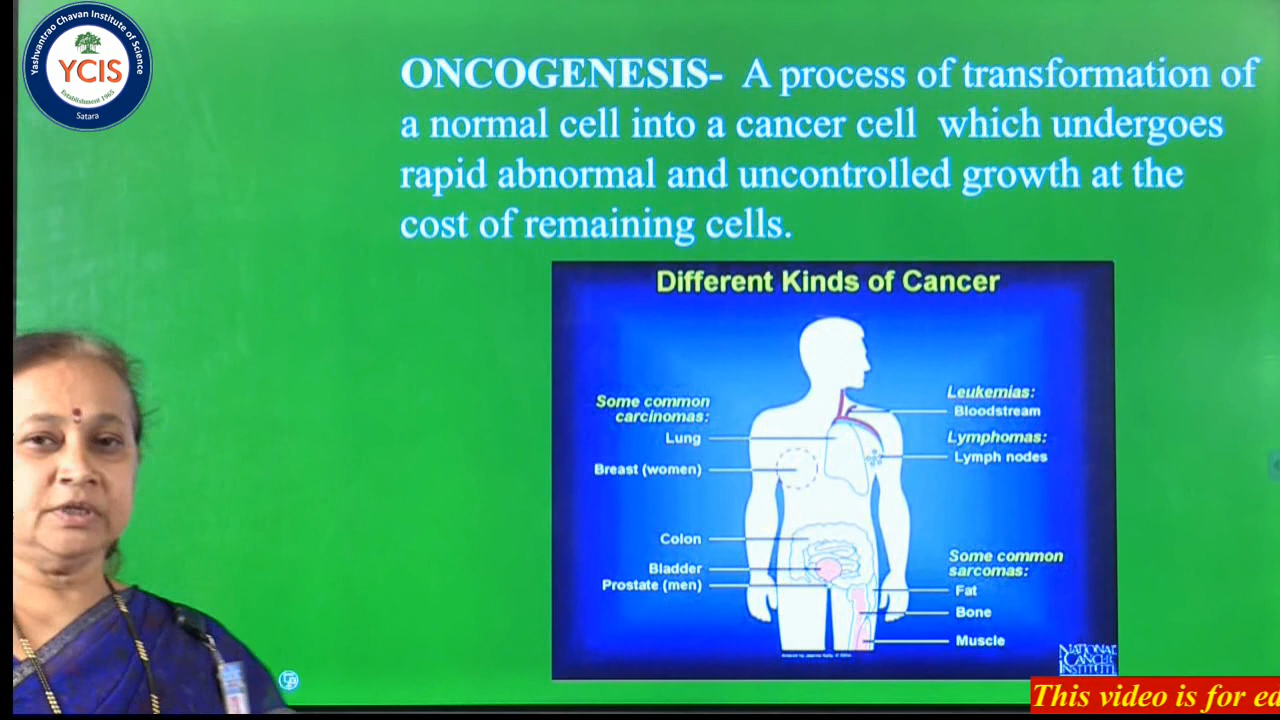 Yashvantrao Chavan Institute of Science
YCIS
Establishment 1965
Satara
ONCOGENESIS- A process of transformation of
a normal cell into a cancer cell which undergoes
rapid abnormal and uncontrolled growth at the
cost of remaining cells.
Different Kinds of Cancer
Some common
carcinomas:
Lung
Breast (women)
Colon
Bladder
Prostate (men)
Leukemias:
Bloodstream
Lymphomas:
Lymph nodes
Some common
sarcomas:
Fat
Bone
Muscle
NATIONAL
CANCER
INSTITUTE
This video is for ed